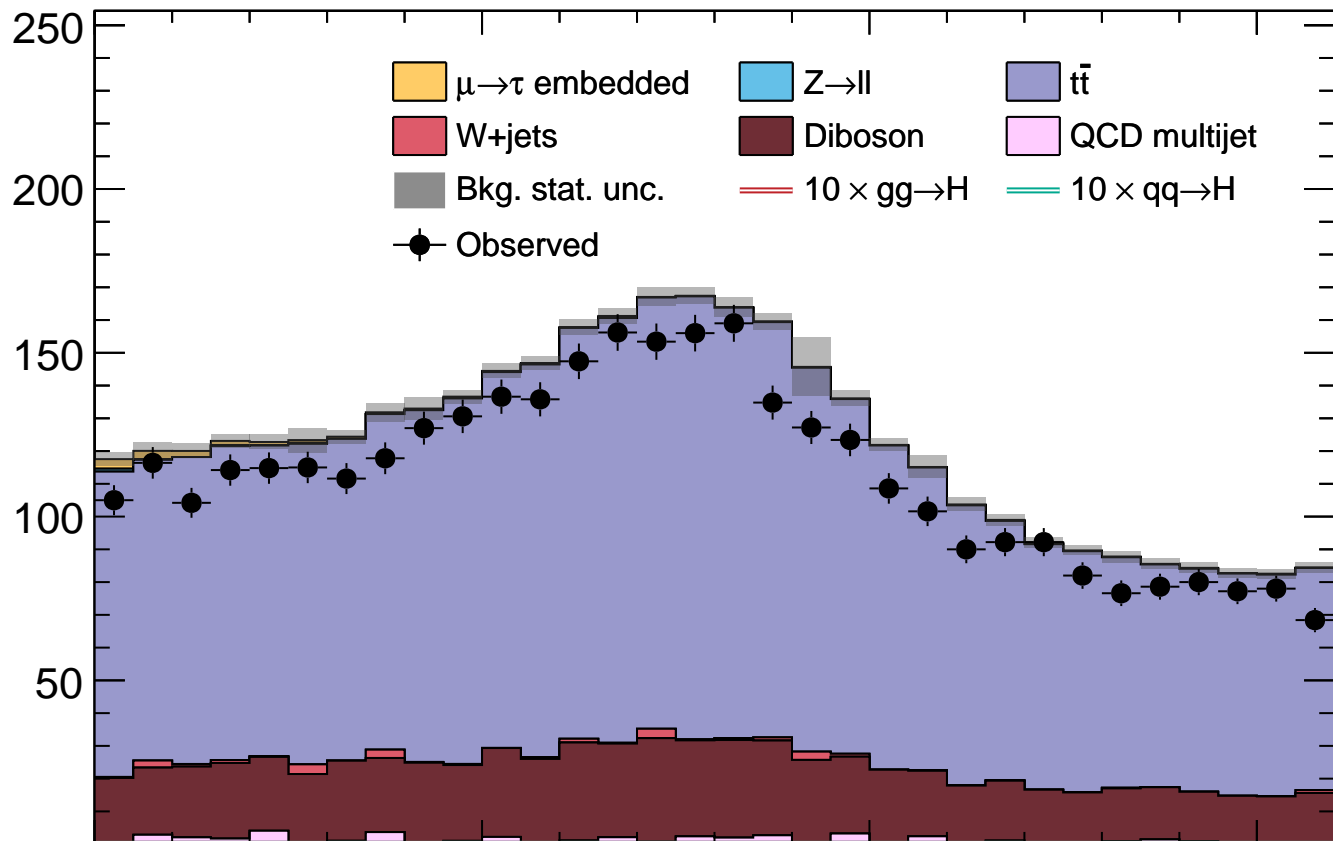 250
μ→τ embedded Z→ll tt̄
W+jets Diboson QCD multijet
200
Bkg. stat. unc. 10 × gg→H 10 × qq→H
Observed
150
100
50